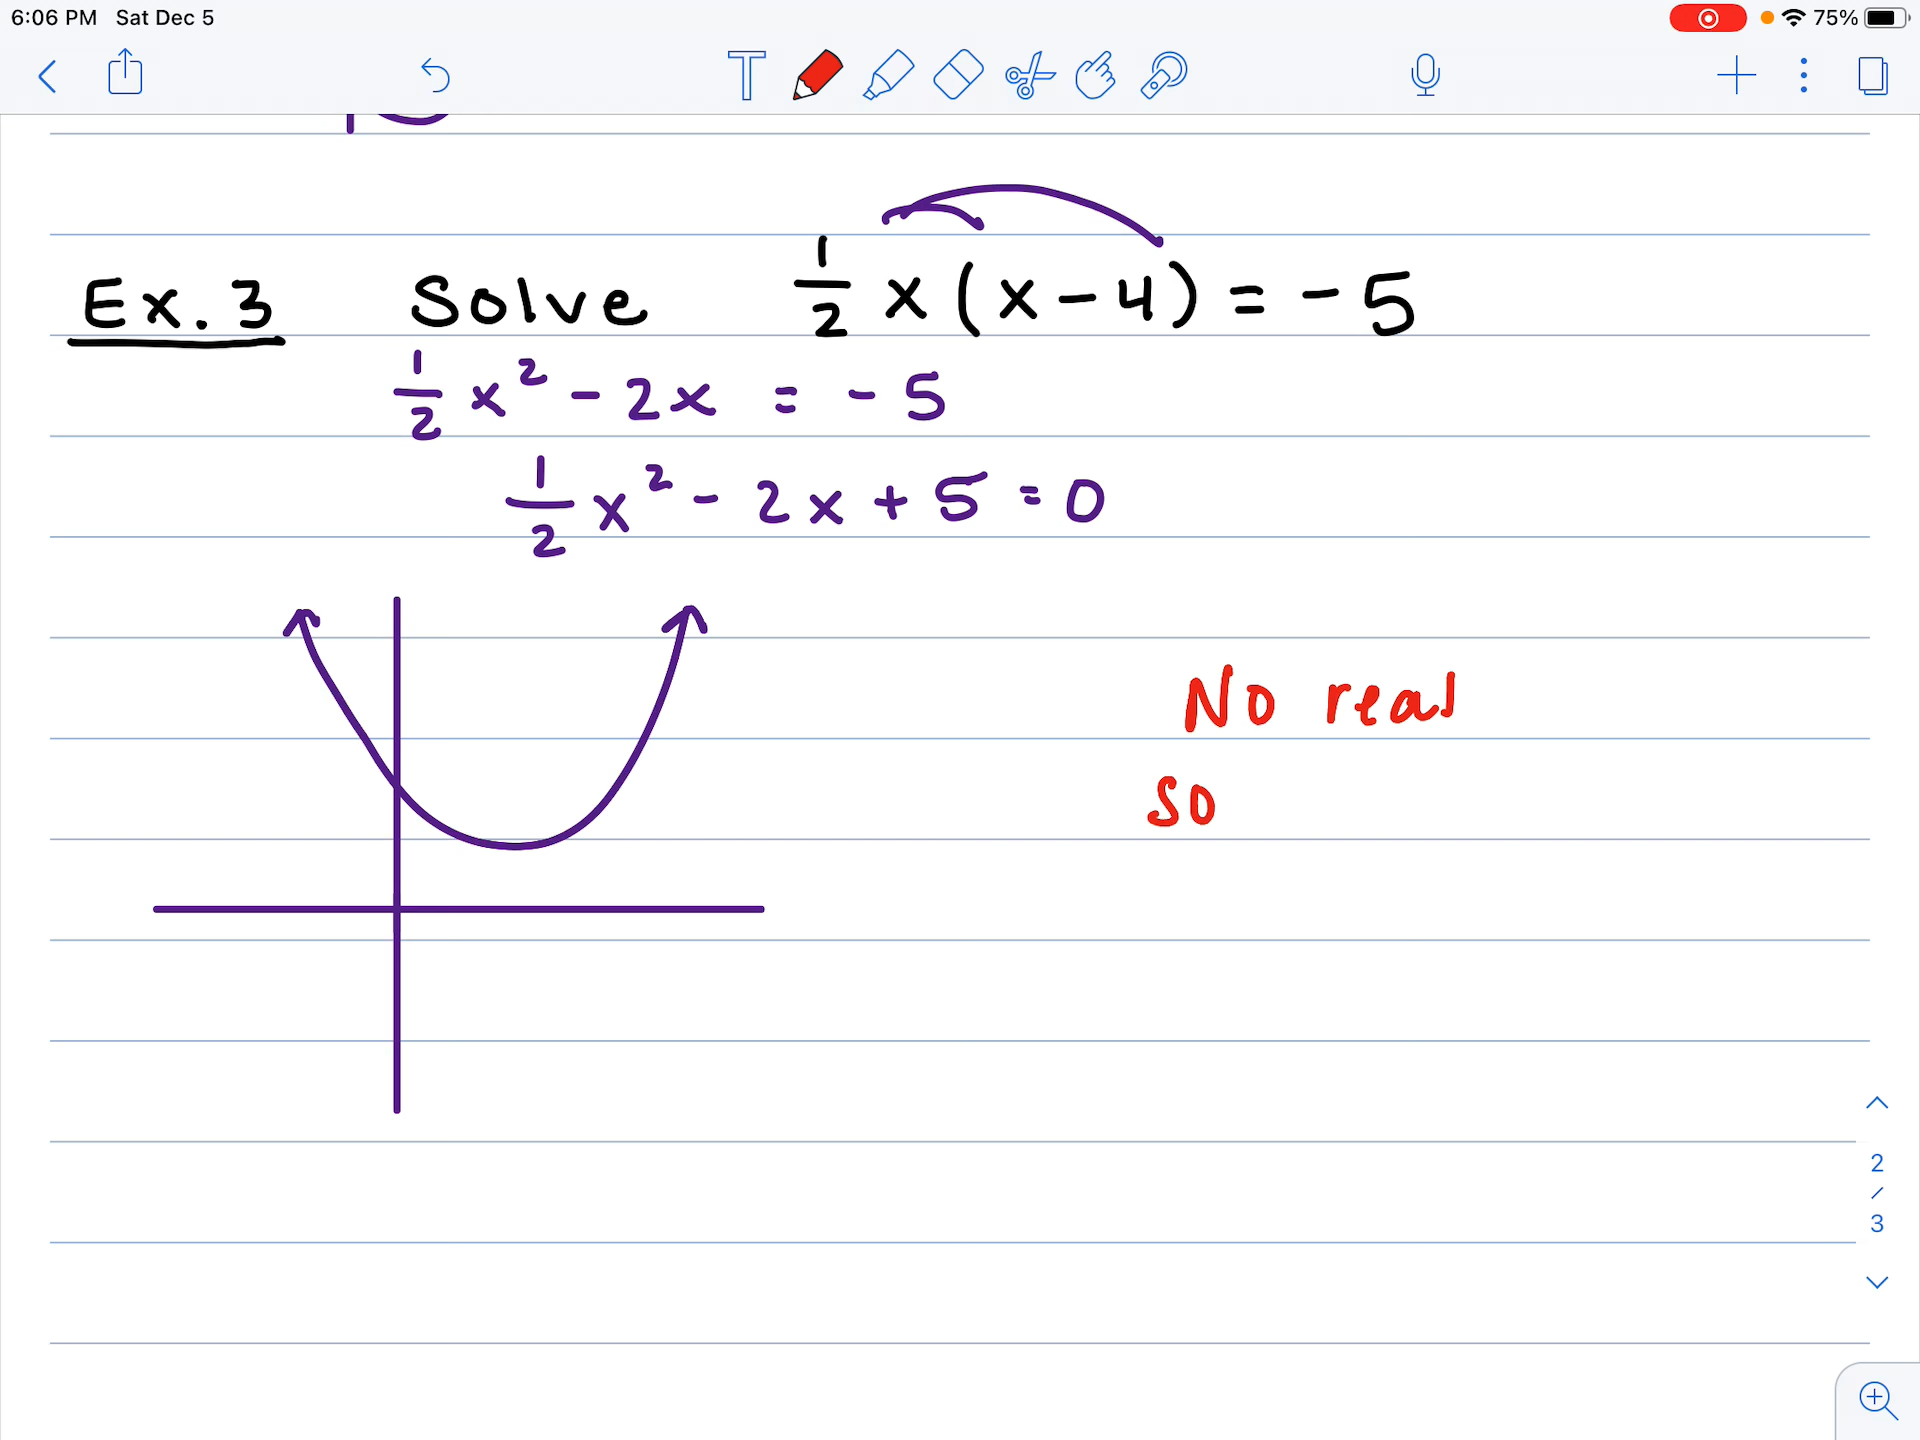 6:06 PM Sat Dec 5 75%
T
Ex. 3 Solve 1/2 x(x-4) = -5
1/2 x² - 2x = -5
1/2 x² - 2x + 5 = 0
No real
so
2
/
3